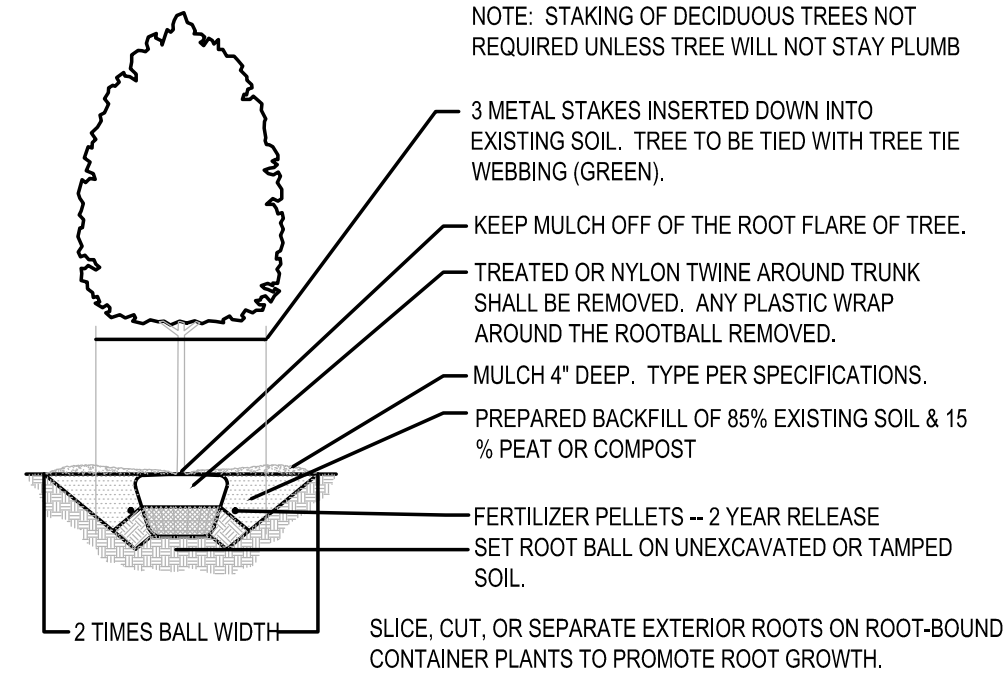 NOTE: STAKING OF DECIDUOUS TREES NOT
REQUIRED UNLESS TREE WILL NOT STAY PLUMB
3 METAL STAKES INSERTED DOWN INTO
EXISTING SOIL. TREE TO BE TIED WITH TREE TIE
WEBBING (GREEN).
KEEP MULCH OFF OF THE ROOT FLARE OF TREE.
TREATED OR NYLON TWINE AROUND TRUNK
SHALL BE REMOVED. ANY PLASTIC WRAP
AROUND THE ROOTBALL REMOVED.
MULCH 4" DEEP. TYPE PER SPECIFICATIONS.
PREPARED BACKFILL OF 85% EXISTING SOIL & 15
% PEAT OR COMPOST
FERTILIZER PELLETS -- 2 YEAR RELEASE
SET ROOT BALL ON UNEXCAVATED OR TAMPED
SOIL.
2 TIMES BALL WIDTH
SLICE, CUT, OR SEPARATE EXTERIOR ROOTS ON ROOT-BOUND
CONTAINER PLANTS TO PROMOTE ROOT GROWTH.